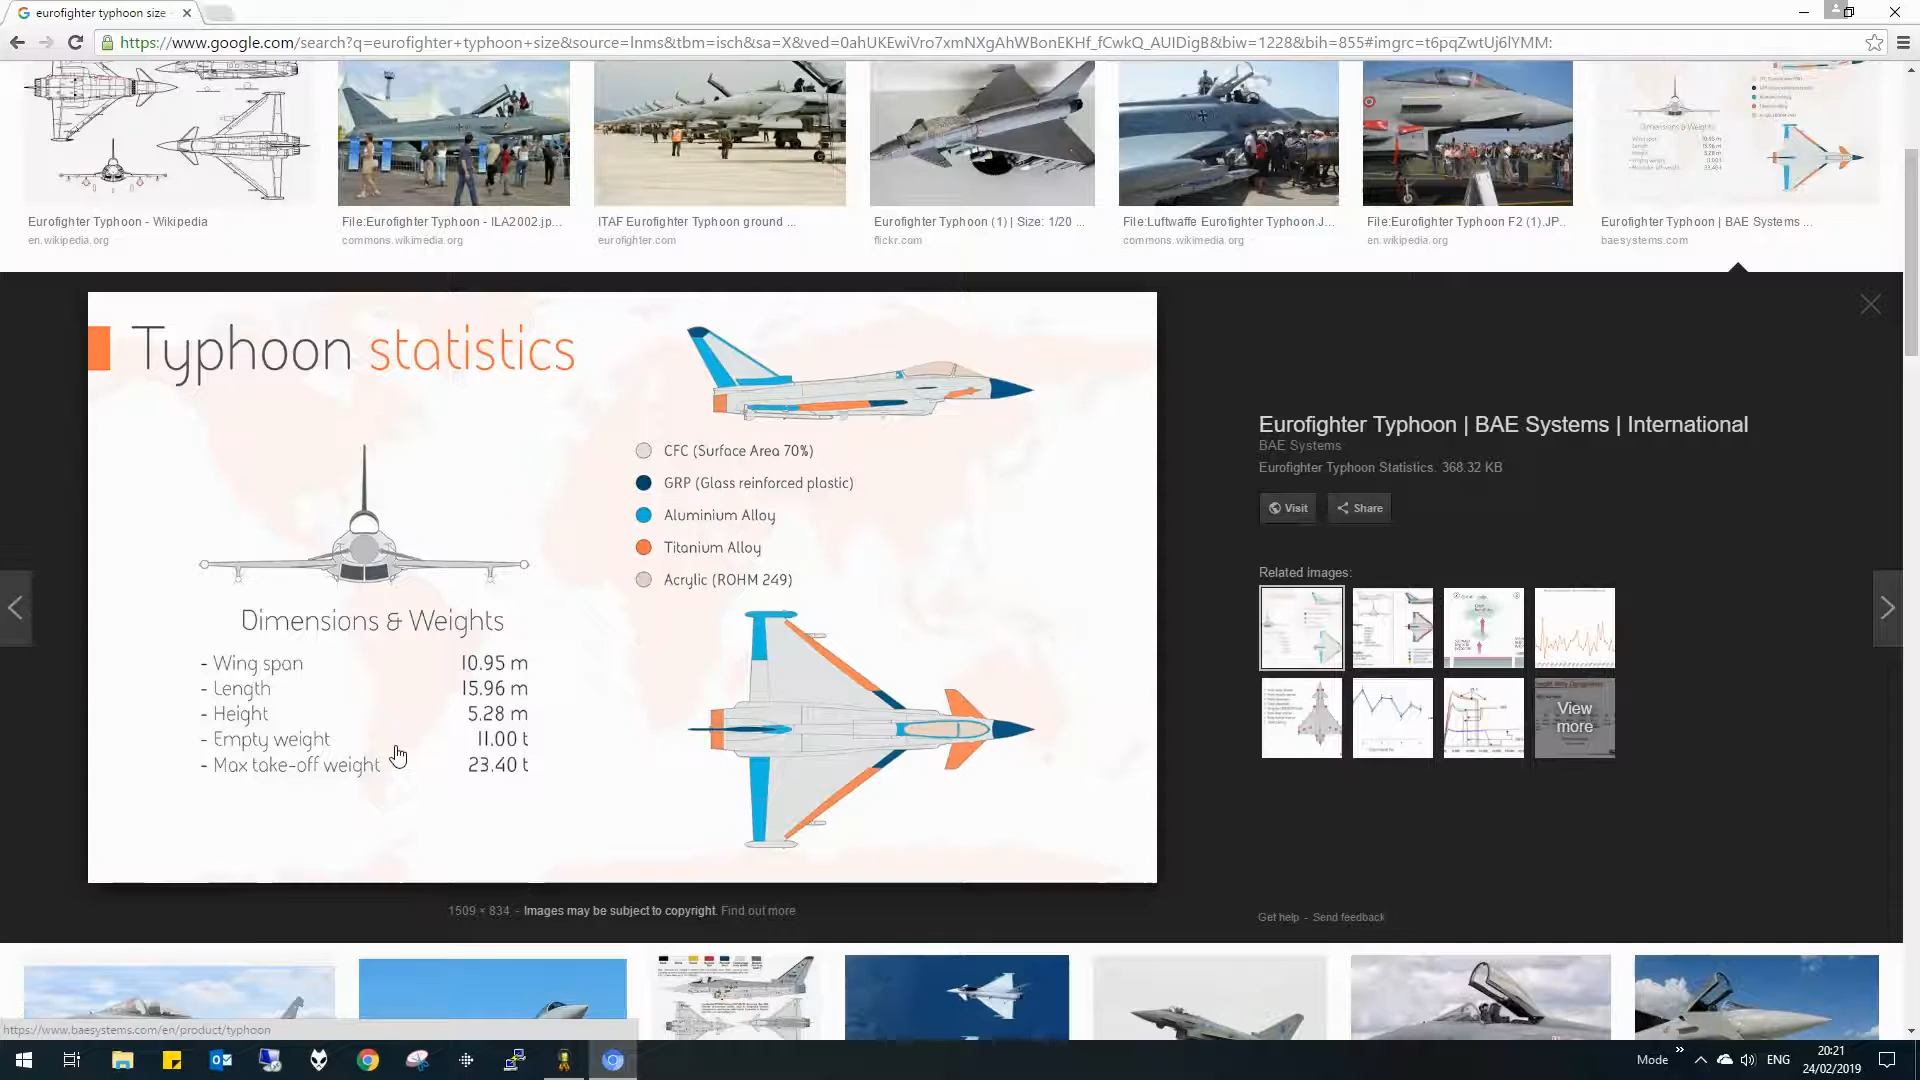 eurofighter typhoon size
https://www.google.com/search?q=eurofighter+typhoon+size&source=lnms&tbm=isch&sa=X&ved=0ahUKEwiVro7xmNXgAhWBonEKHf_fCwkQ_AUIDigB&biw=1228&bih=855#imgrc=t6pqZwtUj6lYMM:
Dimensions & Weights
Eurofighter Typhoon - Wikipedia
en.wikipedia.org
File:Eurofighter Typhoon - ILA2002.jp...
commons.wikimedia.org
ITAF Eurofighter Typhoon ground ...
eurofighter.com
Eurofighter Typhoon (1) | Size: 1/20 ...
flickr.com
File:Luftwaffe Eurofighter Typhoon.J...
commons.wikimedia.org
File:Eurofighter Typhoon F2 (1).JP...
en.wikipedia.org
Eurofighter Typhoon | BAE Systems ...
baesystems.com
Typhoon statistics
CFC (Surface Area 70%)
GRP (Glass reinforced plastic)
Aluminium Alloy
Titanium Alloy
Acrylic (ROHM 249)
Dimensions & Weights
- Wing span 10.95 m
- Length 15.96 m
- Height 5.28 m
- Empty weight 11.00 t
- Max take-off weight 23.40 t
1509 × 834 - Images may be subject to copyright. Find out more
Eurofighter Typhoon | BAE Systems | International
BAE Systems
Eurofighter Typhoon Statistics. 368.32 KB
Visit
Share
Related images:
View
more
Get help - Send feedback
https://www.baesystems.com/en/product/typhoon
Mode
ENG
20:21
24/02/2019